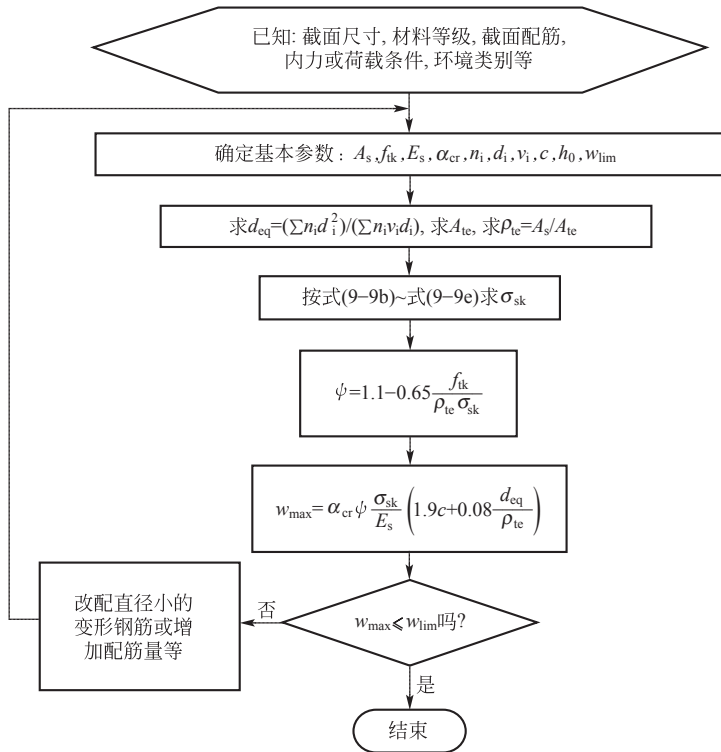 已知: 截面尺寸, 材料等级, 截面配筋,
内力或荷载条件, 环境类别等
确定基本参数：A_s,f_tk,E_s,α_cr,n_i,d_i,v_i,c,h_0,w_lim
求d_eq=(∑n_i d_i^2)/(∑n_i v_i d_i), 求A_te, 求ρ_te=A_s/A_te
按式(9−9b)~式(9−9e)求σ_sk
ψ=1.1−0.65 f_tk/(ρ_te σ_sk)
w_max=α_cr ψ σ_sk/E_s (1.9c+0.08 d_eq/ρ_te)
改配直径小的
变形钢筋或增
加配筋量等
否
w_max⩽w_lim吗?
是
结束